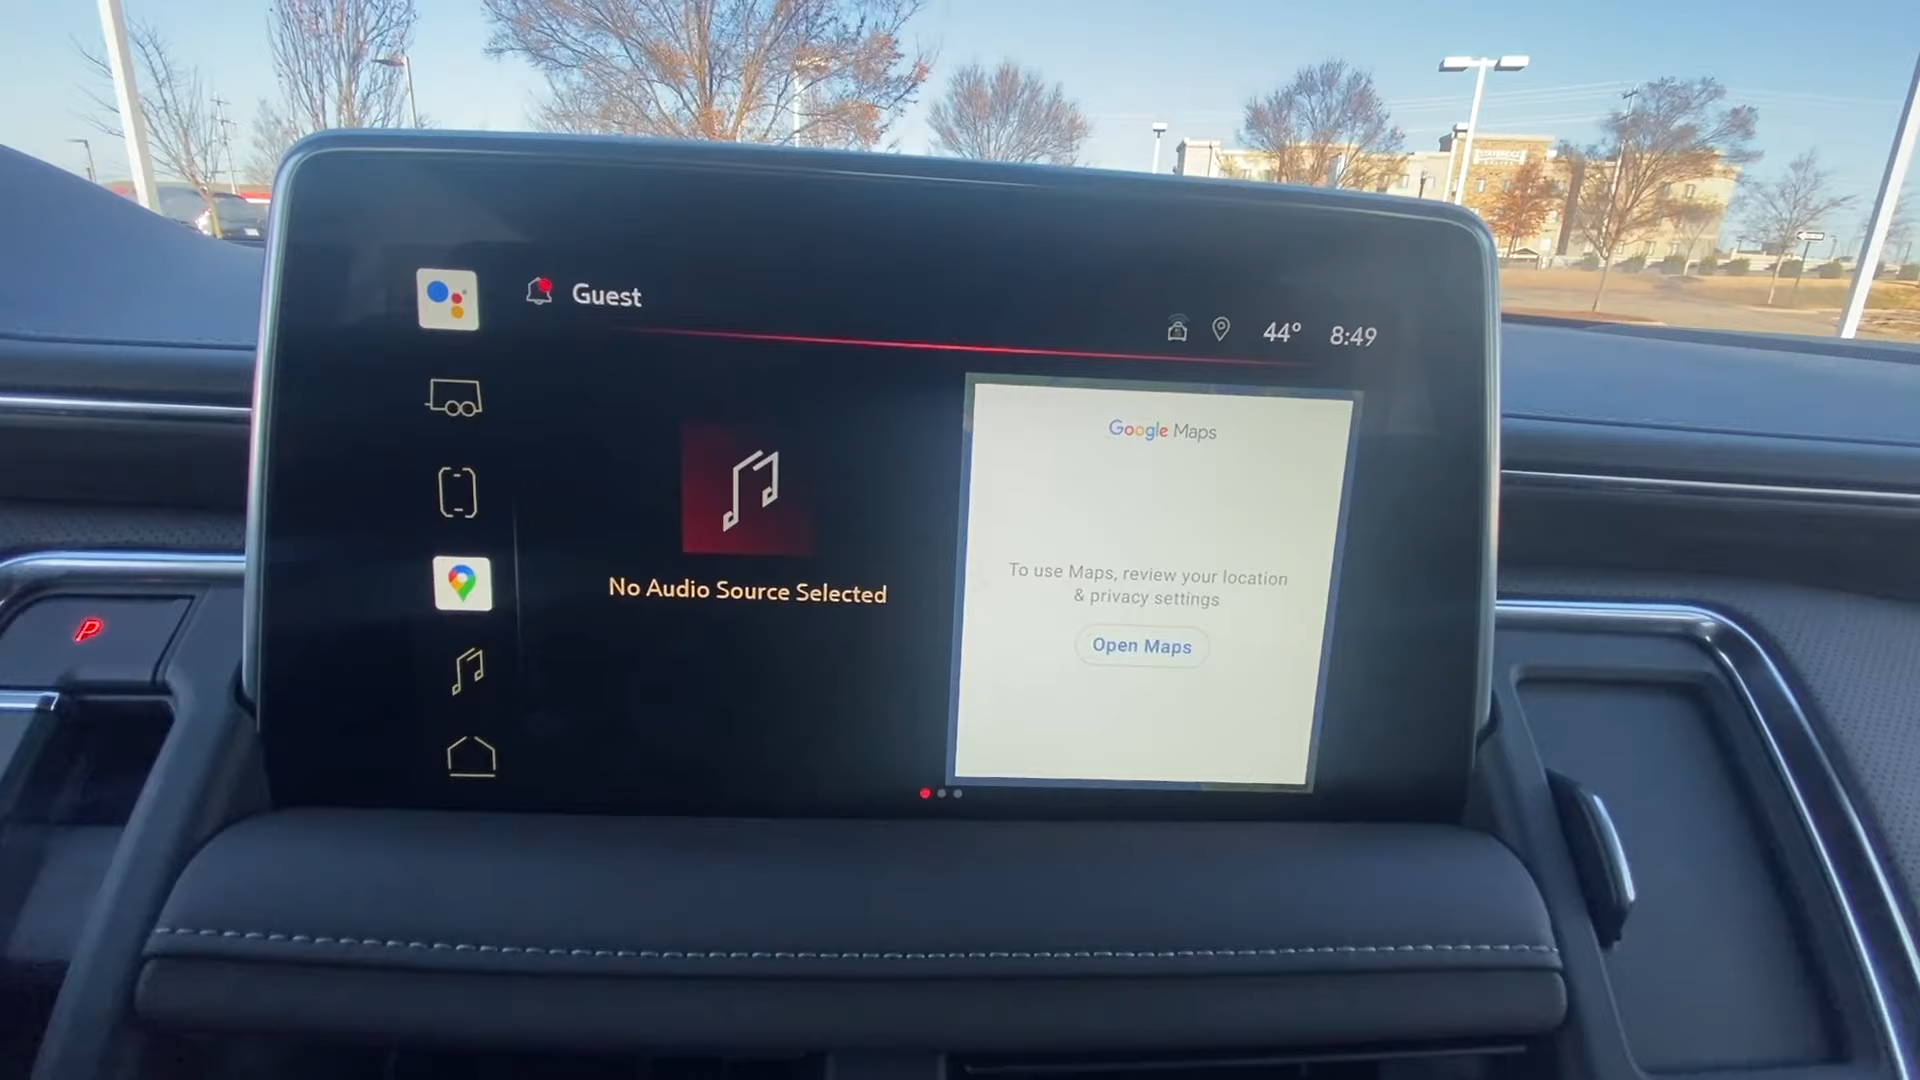 STAYBRIDGE
Guest
44°
8:49
Google Maps
To use Maps, review your location
& privacy settings
Open Maps
No Audio Source Selected
P